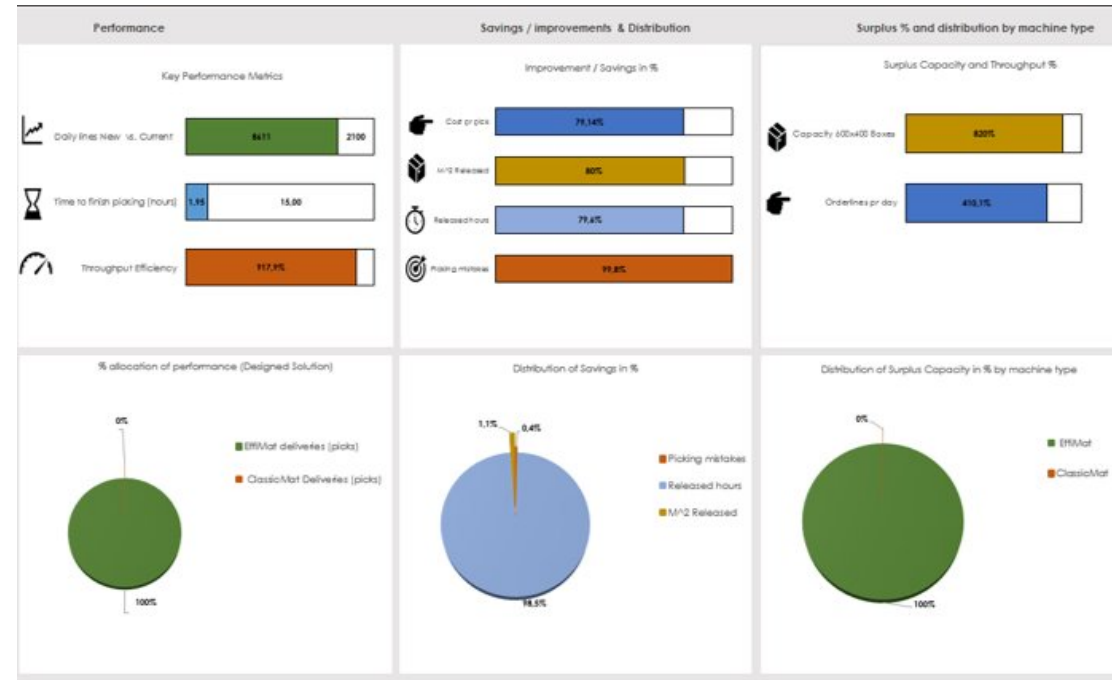 Performance
Savings / improvements & Distribution
Surplus % and distribution by machine type
Key Performance Metrics
Daily lines New vs. Current
8611
2100
Time to finish picking (hours)
1,95
15,00
Throughput Efficiency
917,9%
Improvement / Savings in %
Cost pr pick
79,14%
M^2 Released
80%
Released hours
79,6%
Picking mistakes
99,8%
Surplus Capacity and Throughput %
Capacity 600x400 Boxes
820%
Orderlines pr day
410,1%
% allocation of performance (Designed Solution)
0%
100%
EffiMat deliveries (picks)
ClassicMat Deliveries (picks)
Distribution of Savings in %
1,1%
0,4%
98,5%
Picking mistakes
Released hours
M^2 Released
Distribution of Surplus Capacity in % by machine type
0%
100%
EffiMat
ClassicMat